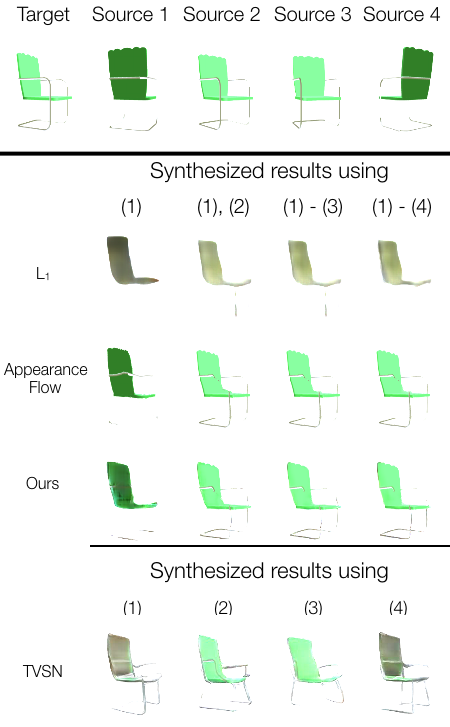 Target Source 1 Source 2 Source 3 Source 4
Synthesized results using
(1) (1), (2) (1) - (3) (1) - (4)
L₁
Appearance
Flow
Ours
Synthesized results using
(1) (2) (3) (4)
TVSN